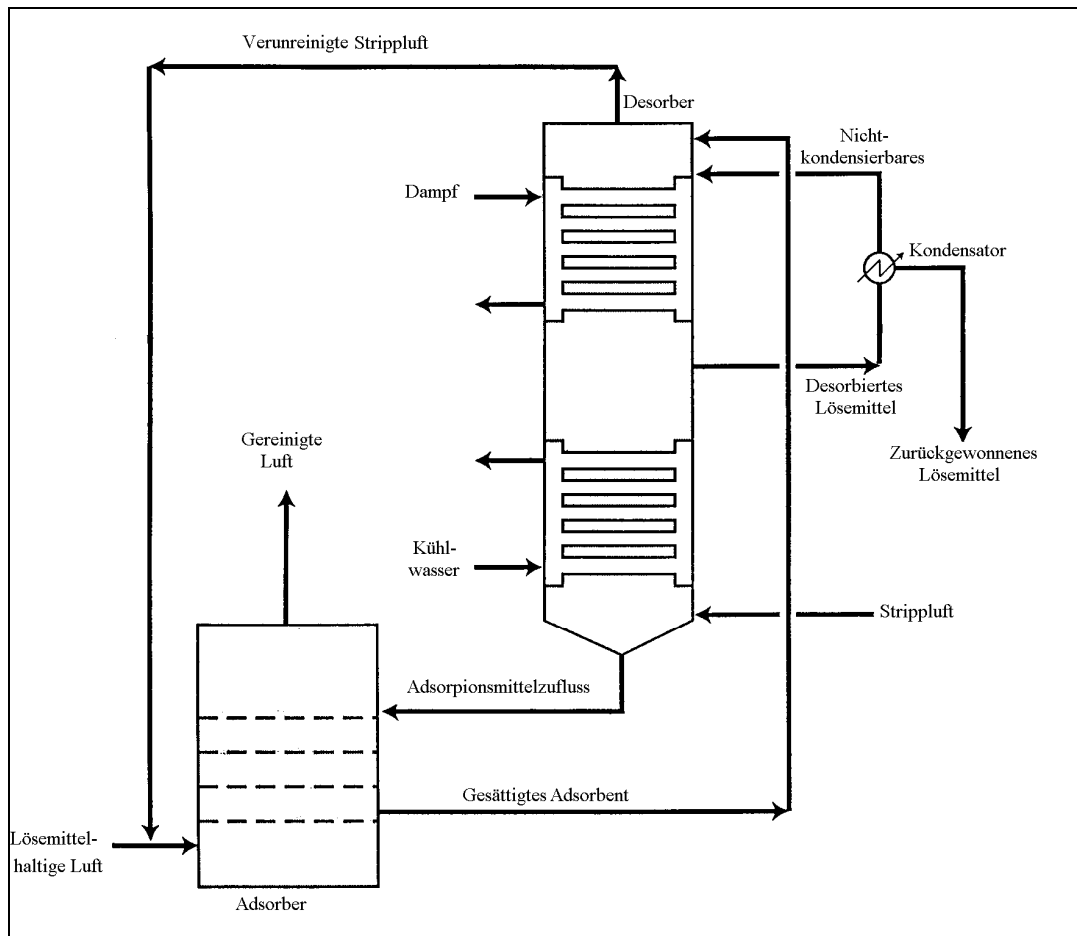 Verunreinigte Strippluft
Desorber
Nicht-
kondensierbares
Dampf
Kondensator
Desorbiertes
Lösemittel
Gereinigte
Luft
Zurückgewonnenes
Lösemittel
Kühl-
wasser
Strippluft
Adsorpionsmittelzufluss
Gesättigtes Adsorbent
Lösemittel-
haltige Luft
Adsorber